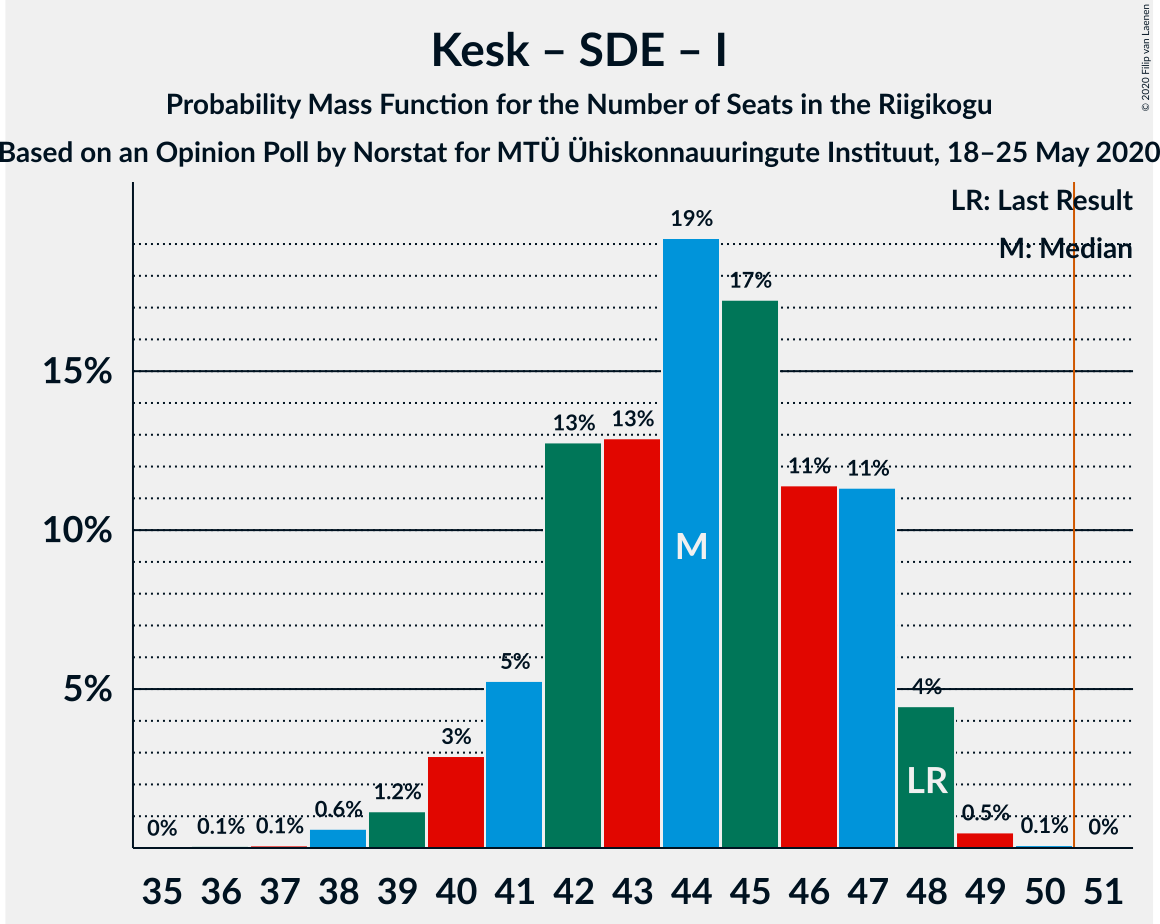 Kesk – SDE – I
Probability Mass Function for the Number of Seats in the Riigikogu
Based on an Opinion Poll by Norstat for MTÜ Ühiskonnauuringute Instituut, 18–25 May 2020
© 2020 Filip van Laenen
LR: Last Result
M: Median
19%
17%
15%
13% 13%
11% 11%
10%
M
5%
5%
4%
3%
LR
1.2%
0% 0.1% 0.1% 0.6% 0.5% 0.1% 0%
35 36 37 38 39 40 41 42 43 44 45 46 47 48 49 50 51